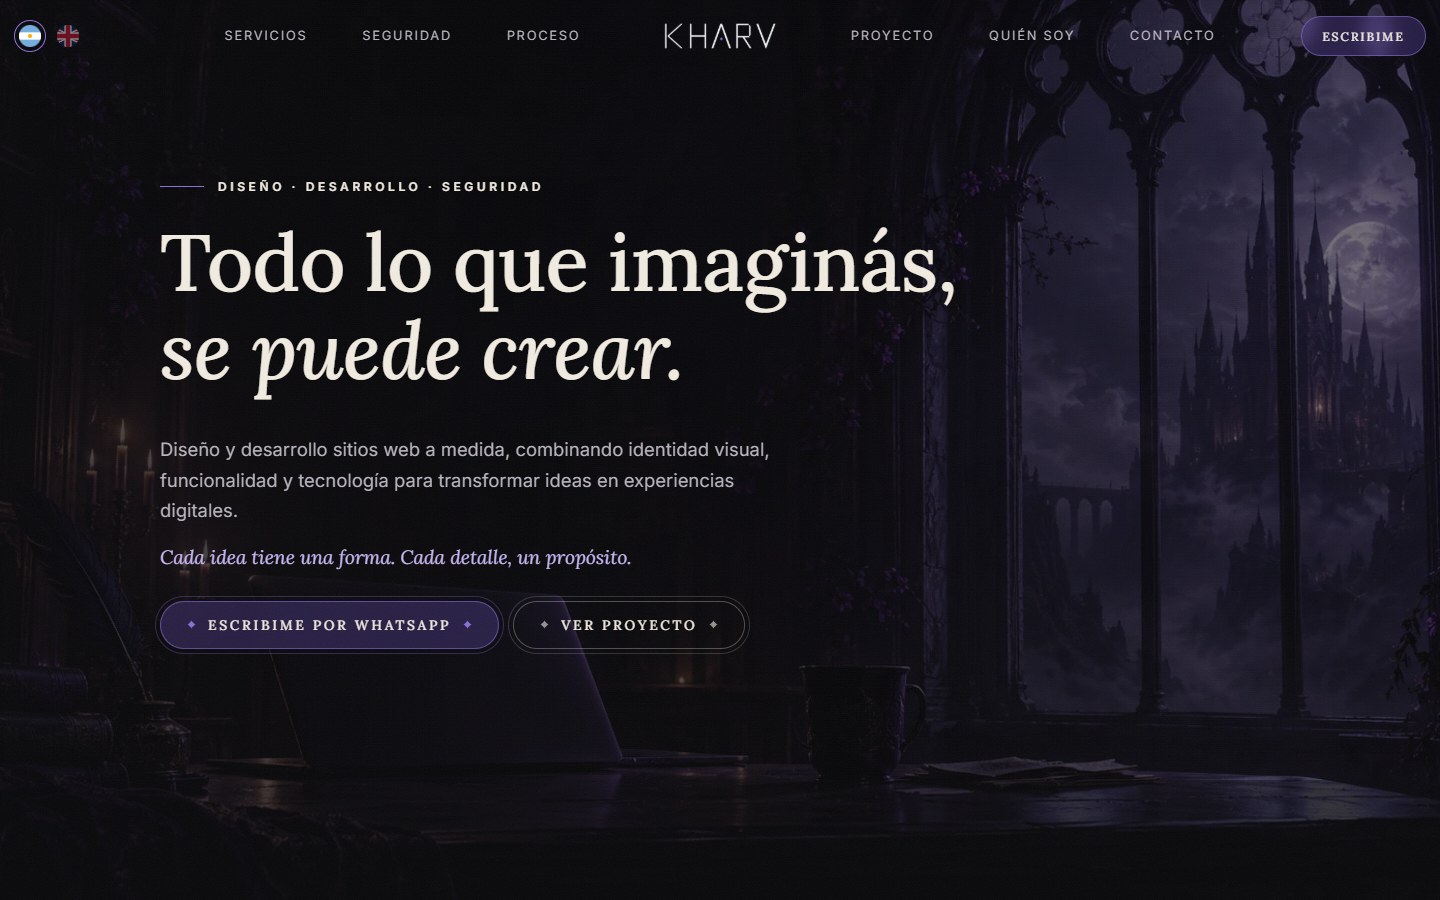 SERVICIOS SEGURIDAD PROCESO KHARV PROYECTO QUIÉN SOY CONTACTO ESCRIBIME
DISEÑO · DESARROLLO · SEGURIDAD
Todo lo que imaginás,
se puede crear.
Diseño y desarrollo sitios web a medida, combinando identidad visual,
funcionalidad y tecnología para transformar ideas en experiencias
digitales.
Cada idea tiene una forma. Cada detalle, un propósito.
ESCRIBIME POR WHATSAPP VER PROYECTO